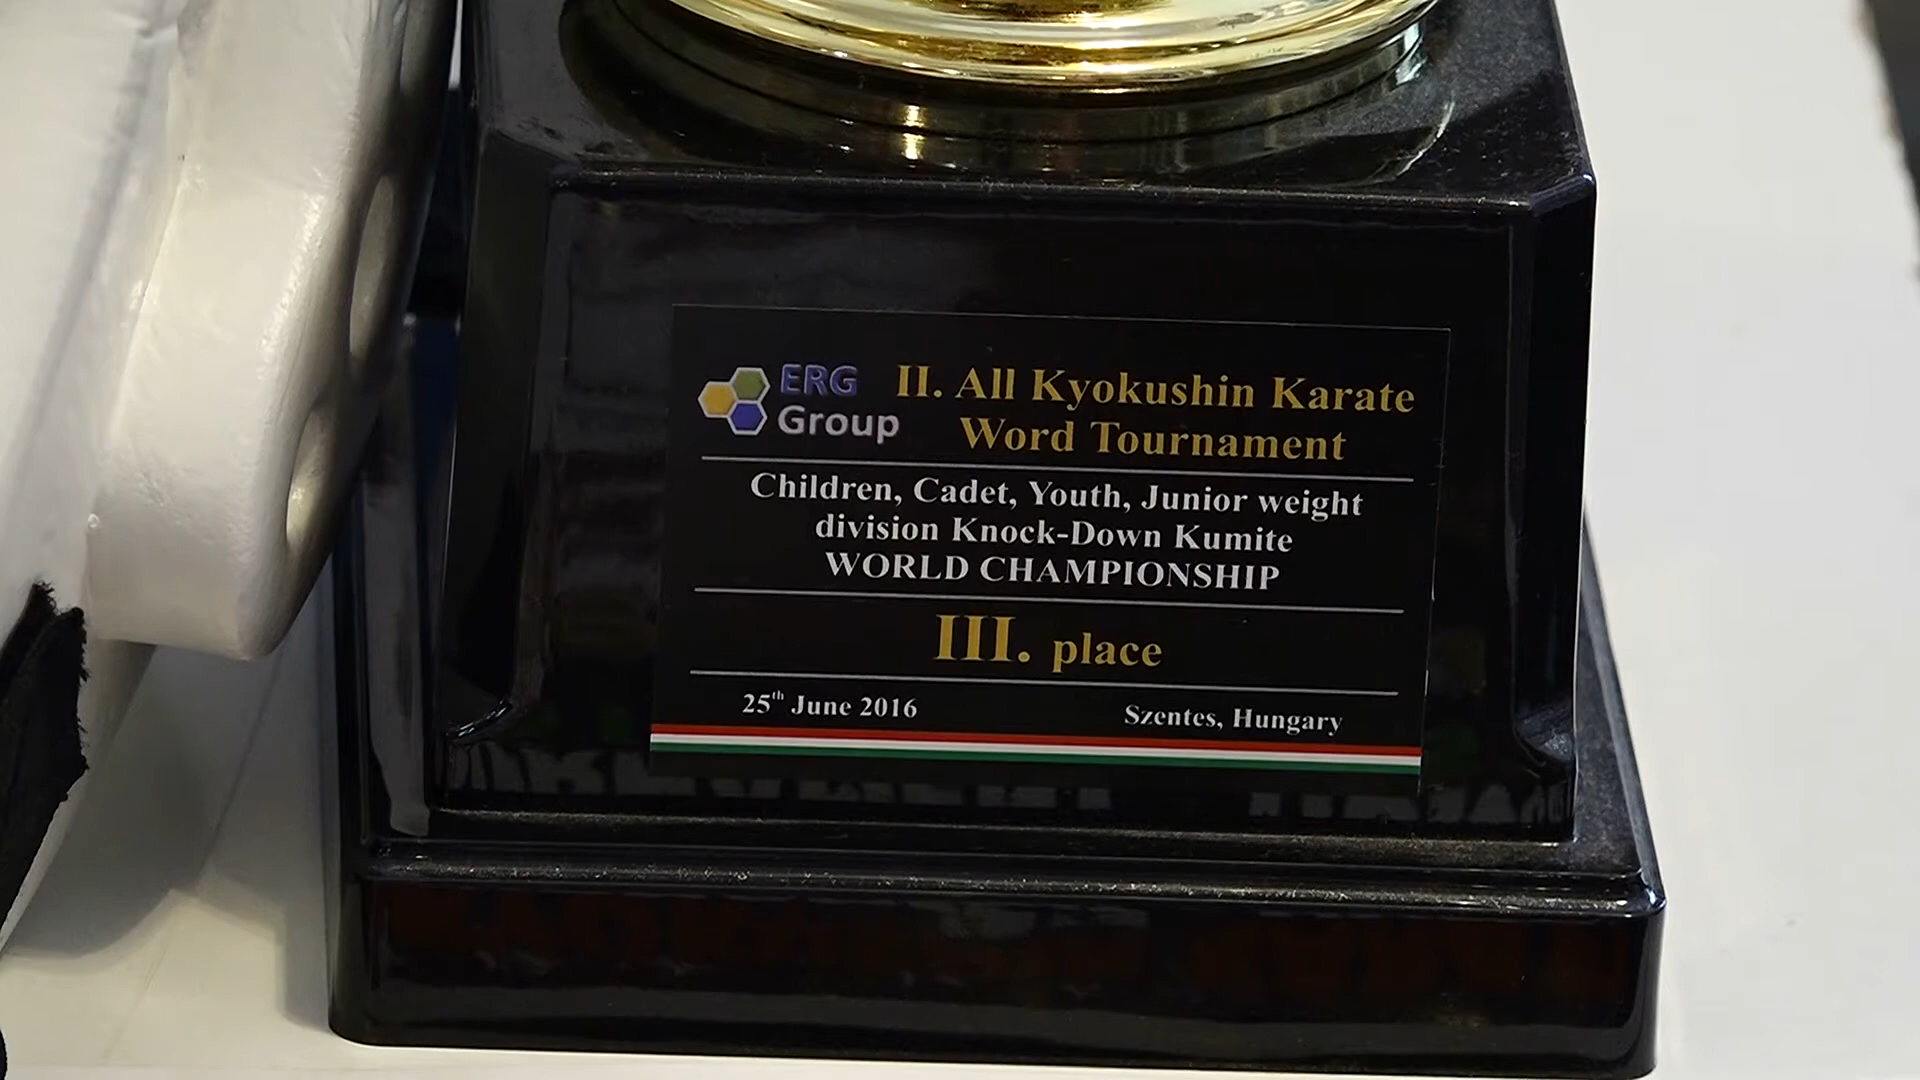 ERG
Group
II. All Kyokushin Karate
Word Tournament
Children, Cadet, Youth, Junior weight
division Knock-Down Kumite
WORLD CHAMPIONSHIP
III. place
25th June 2016
Szentes, Hungary